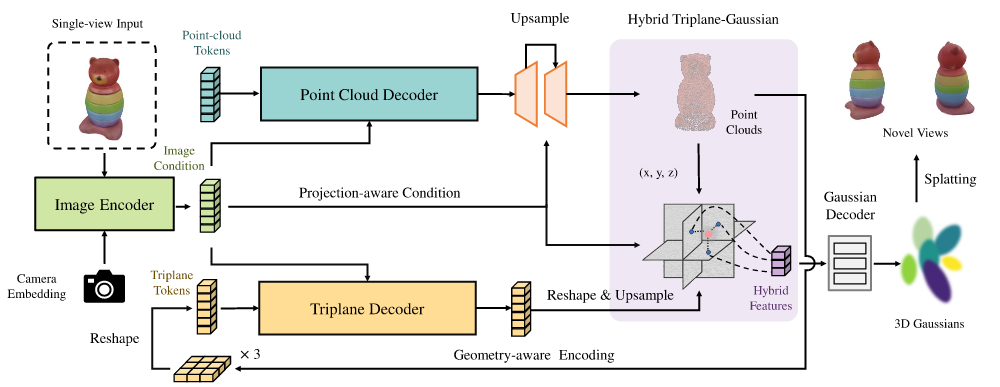 Single-view Input
Point-cloud
Tokens
Point Cloud Decoder
Upsample
Hybrid Triplane-Gaussian
Point
Clouds
Novel Views
Image
Condition
Image Encoder
Projection-aware Condition
(x, y, z)
Gaussian
Decoder
Splatting
Camera
Embedding
Triplane
Tokens
Triplane Decoder
Reshape & Upsample
Hybrid
Features
3D Gaussians
Reshape
× 3
Geometry-aware Encoding